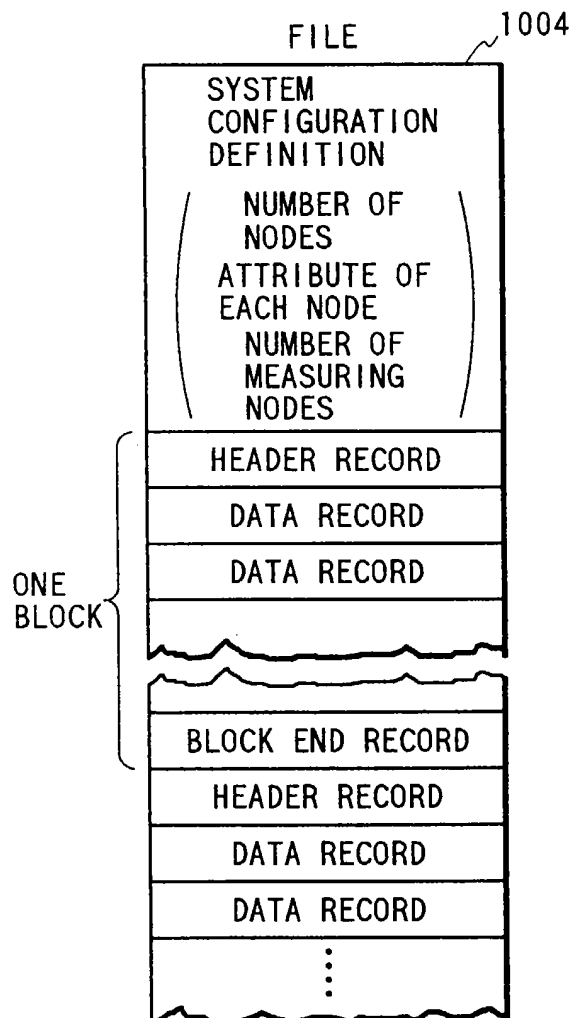 FILE
1004
SYSTEM
CONFIGURATION
DEFINITION
NUMBER OF
NODES
ATTRIBUTE OF
EACH NODE
NUMBER OF
MEASURING
NODES
HEADER RECORD
DATA RECORD
DATA RECORD
ONE
BLOCK
BLOCK END RECORD
HEADER RECORD
DATA RECORD
DATA RECORD